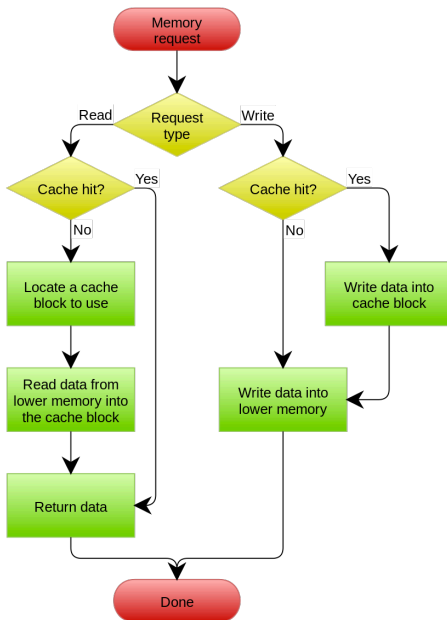 Memory
request
Read
Request
type
Write
Cache hit?
Yes
Cache hit?
Yes
No
No
Locate a cache
block to use
Write data into
cache block
Read data from
lower memory into
the cache block
Write data into
lower memory
Return data
Done